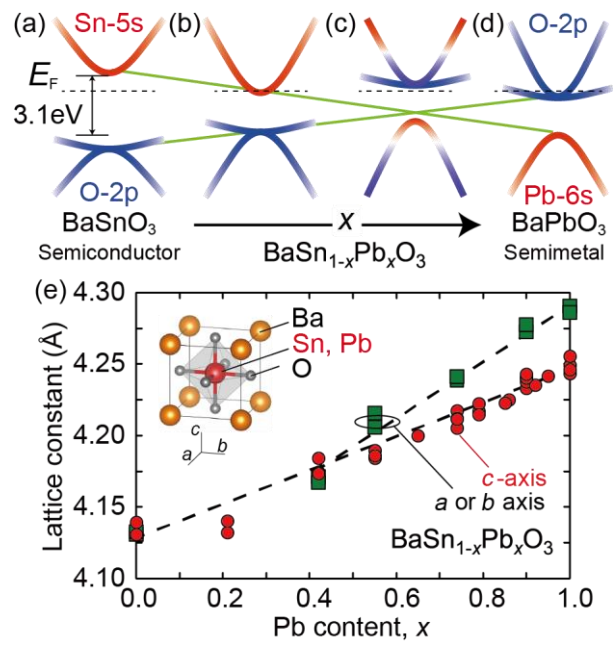 (a) Sn-5s (b) (c) (d) O-2p
E_F
3.1eV
O-2p Pb-6s
BaSnO₃ x BaPbO₃
Semiconductor BaSn₁₋ₓPbₓO₃ Semimetal
(e)
4.30
4.25
4.20
4.15
4.10
Lattice constant (Å)
Ba
Sn, Pb
O
c
a b
c-axis
a or b axis
BaSn₁₋ₓPbₓO₃
0.0 0.2 0.4 0.6 0.8 1.0
Pb content, x